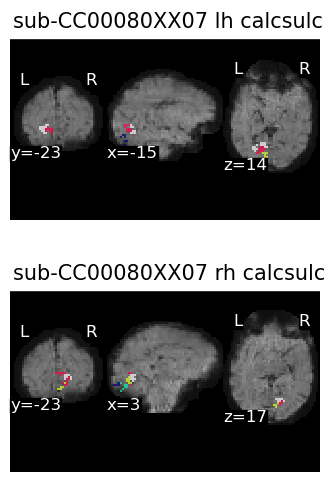 sub-CC00080XX07 lh calcsulc
L R L R
y=-23 x=-15 z=14
sub-CC00080XX07 rh calcsulc
L R L R
y=-23 x=3 z=17